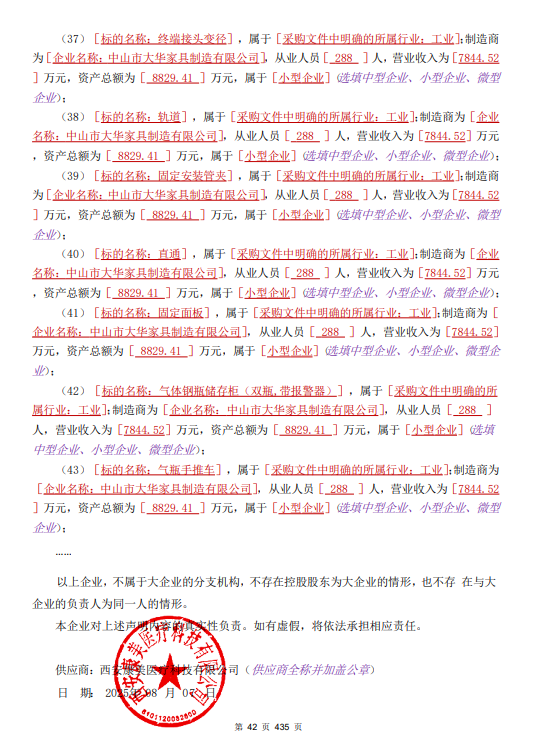 （37）[标的名称：终端接头变径]，属于[采购文件中明确的所属行业：工业];制造商
为[企业名称：中山市大华家具制造有限公司]，从业人员[ 288 ]人，营业收入为[7844.52
]万元，资产总额为[ 8829.41 ]万元，属于[小型企业](选填中型企业、小型企业、微型
企业)；
（38）[标的名称：轨道]，属于[采购文件中明确的所属行业：工业];制造商为[企业
名称：中山市大华家具制造有限公司]，从业人员[ 288 ]人，营业收入为[7844.52]万元
，资产总额为[ 8829.41 ]万元，属于[小型企业](选填中型企业、小型企业、微型企业)；
（39）[标的名称：固定安装管夹]，属于[采购文件中明确的所属行业：工业];制造商
为[企业名称：中山市大华家具制造有限公司]，从业人员[ 288 ]人，营业收入为[7844.52
]万元，资产总额为[ 8829.41 ]万元，属于[小型企业](选填中型企业、小型企业、微型
企业)；
（40）[标的名称：直通]，属于[采购文件中明确的所属行业：工业];制造商为[企业
名称：中山市大华家具制造有限公司]，从业人员[ 288 ]人，营业收入为[7844.52]万元
，资产总额为[ 8829.41 ]万元，属于[小型企业](选填中型企业、小型企业、微型企业)；
（41）[标的名称：固定面板]，属于[采购文件中明确的所属行业：工业];制造商为[
企业名称：中山市大华家具制造有限公司]，从业人员[ 288 ]人，营业收入为[7844.52]
万元，资产总额为[ 8829.41 ]万元，属于[小型企业](选填中型企业、小型企业、微型企
业)；
（42）[标的名称：气体钢瓶储存柜（双瓶,带报警器）]，属于[采购文件中明确的所
属行业：工业];制造商为[企业名称：中山市大华家具制造有限公司]，从业人员[ 288 ]
人，营业收入为[7844.52]万元，资产总额为[ 8829.41 ]万元，属于[小型企业](选填
中型企业、小型企业、微型企业)；
（43）[标的名称：气瓶手推车]，属于[采购文件中明确的所属行业：工业];制造商为
[企业名称：中山市大华家具制造有限公司]，从业人员[ 288 ]人，营业收入为[7844.52
]万元，资产总额为[ 8829.41 ]万元，属于[小型企业](选填中型企业、小型企业、微型
企业)；
……
以上企业，不属于大企业的分支机构，不存在控股股东为大企业的情形，也不存 在与大
企业的负责人为同一人的情形。
本企业对上述声明内容的真实性负责。如有虚假，将依法承担相应责任。
供应商：西安康美医疗科技有限公司（供应商全称并加盖公章）
日 期： 2025年 08 月 07 日
西安康美医疗科技有限公司
6101120032600
第 42 页 435 页